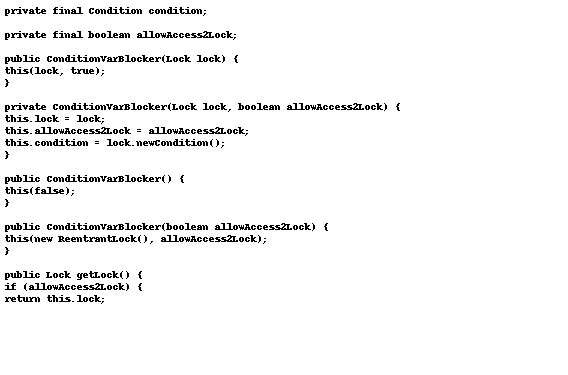 private final Condition condition;
private final boolean allowAccess2Lock;
public ConditionVarBlocker(Lock lock) {
this(lock, true);
}
private ConditionVarBlocker(Lock lock, boolean allowAccess2Lock) {
this.lock = lock;
this.allowAccess2Lock = allowAccess2Lock;
this.condition = lock.newCondition();
}
public ConditionVarBlocker() {
this(false);
}
public ConditionVarBlocker(boolean allowAccess2Lock) {
this(new ReentrantLock(), allowAccess2Lock);
}
public Lock getLock() {
if (allowAccess2Lock) {
return this.lock;